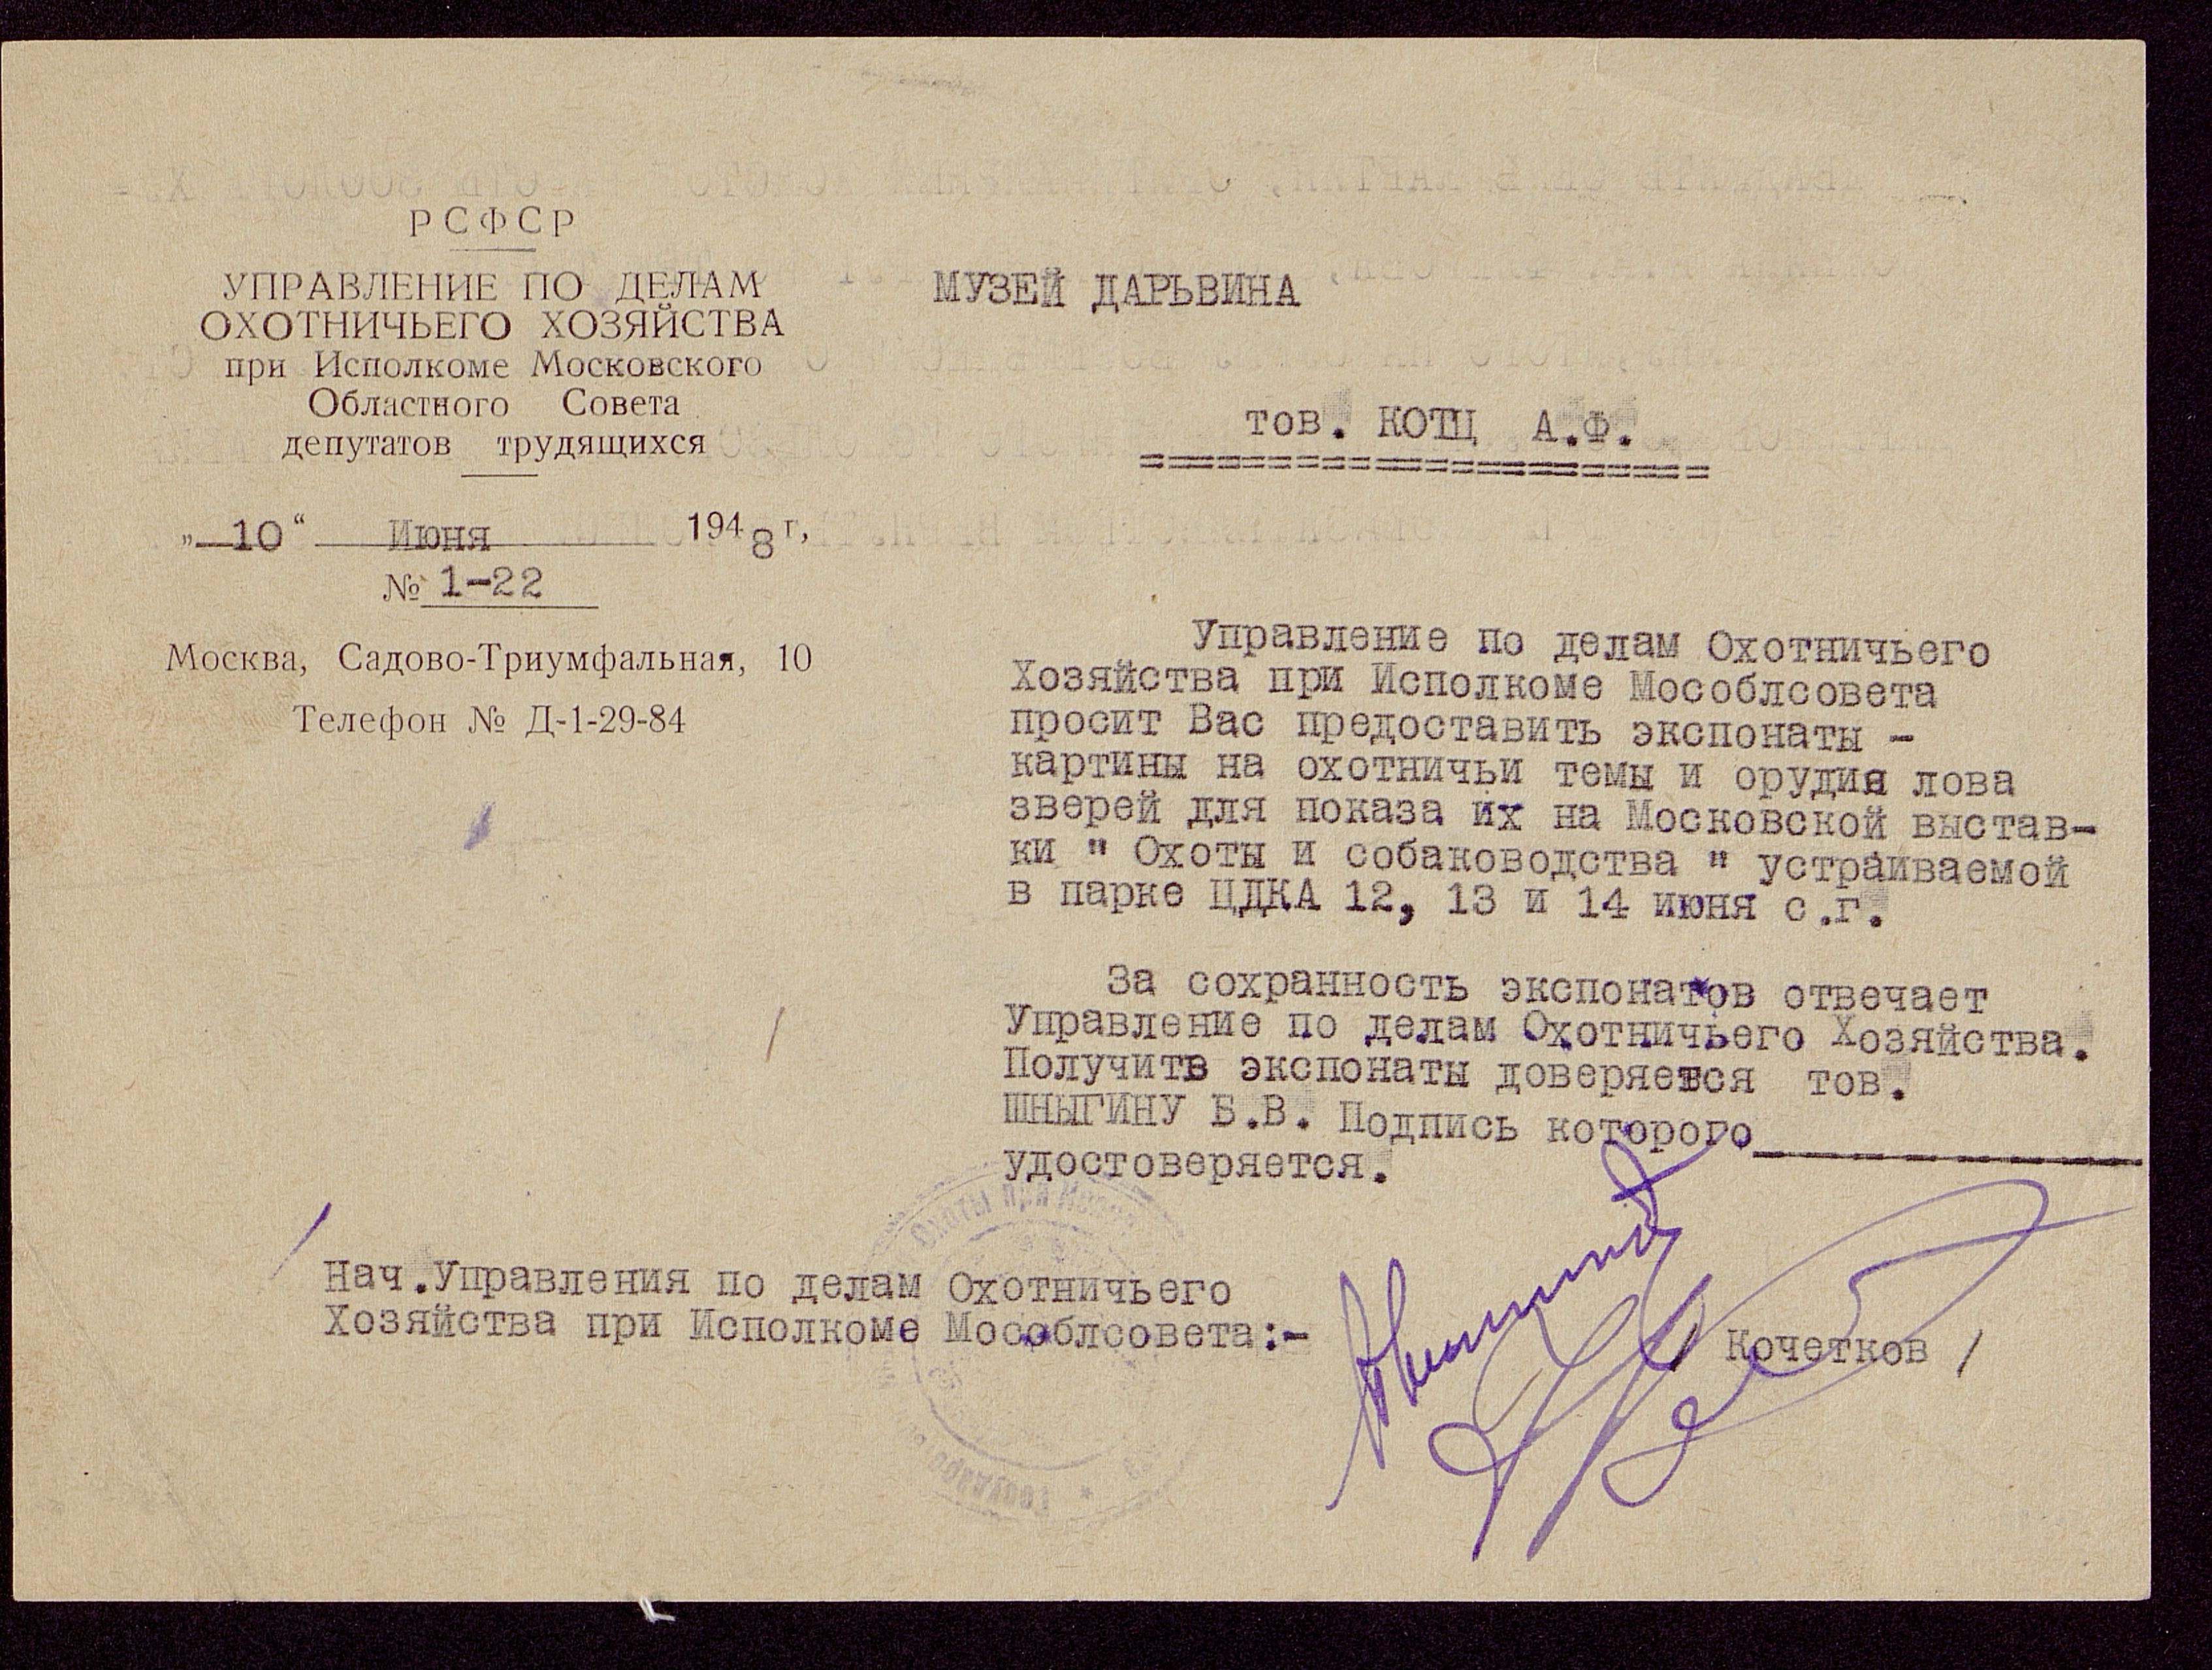 РСФСР
УПРАВЛЕНИЕ ПО ДЕЛАМ
ОХОТНИЧЬЕГО ХОЗЯЙСТВА
при Исполкоме Московского
Областного Совета
депутатов трудящихся
„ 10 “ Июня 1948 г,
№ 1-22
Москва, Садово-Триумфальная, 10
Телефон № Д-1-29-84
МУЗЕЙ ДАРЬВИНА
тов. КОТЦ А.Ф.
=====================
Управление по делам Охотничьего
Хозяйства при Исполкоме Мособлсовета
просит Вас предоставить экспонаты -
картины на охотничьи темы и орудия лова
зверей для показа их на Московской выстав-
ки " Охоты и собаководства " устраиваемой
в парке ЦДКА 12, 13 и 14 июня с.г.
За сохранность экспонатов отвечает
Управление по делам Охотничьего Хозяйства.
Получить экспонаты доверяется тов.
ШНЫГИНУ Б.В. Подпись которого
удостоверяется.
Нач.Управления по делам Охотничьего
Хозяйства при Исполкоме Мособлсовета:-
/ Кочетков /
Охоты при